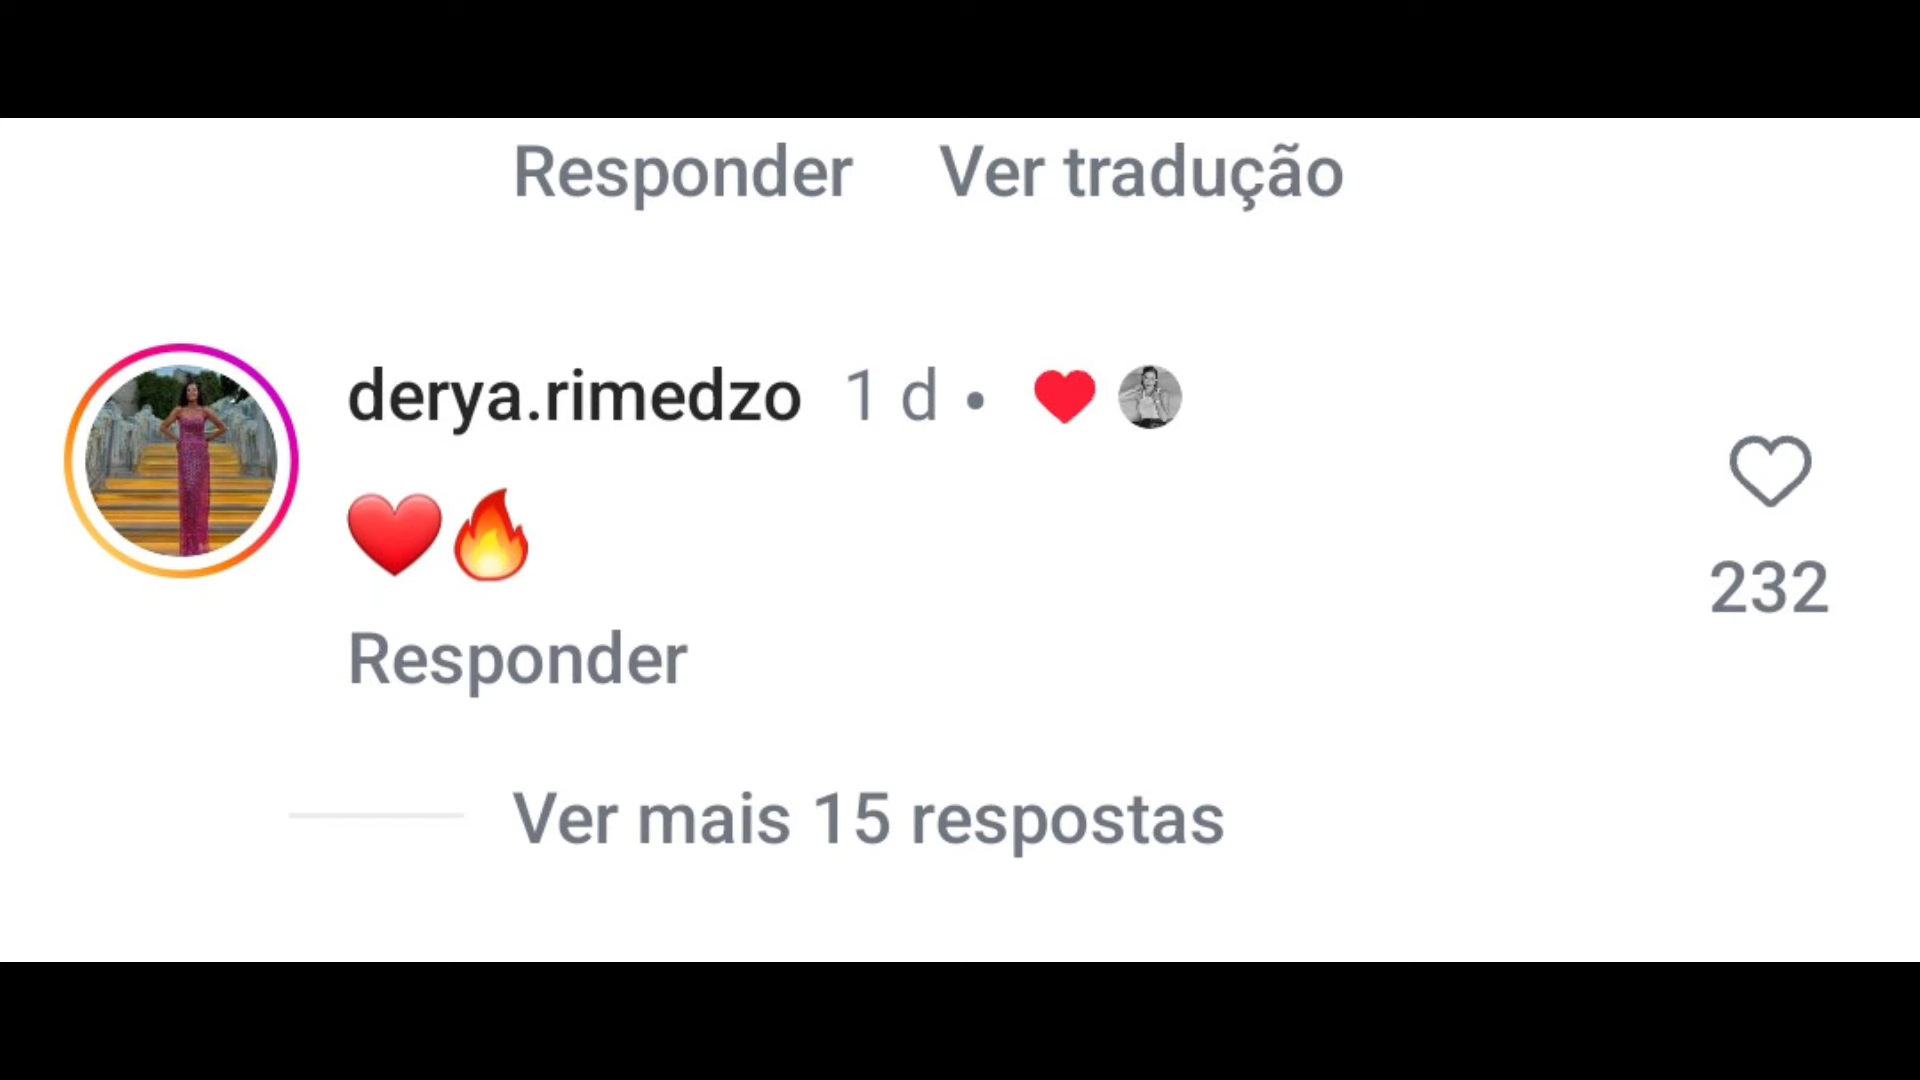 Responder Ver tradução
derya.rimedzo 1 d •
❤️🔥
232
Responder
Ver mais 15 respostas